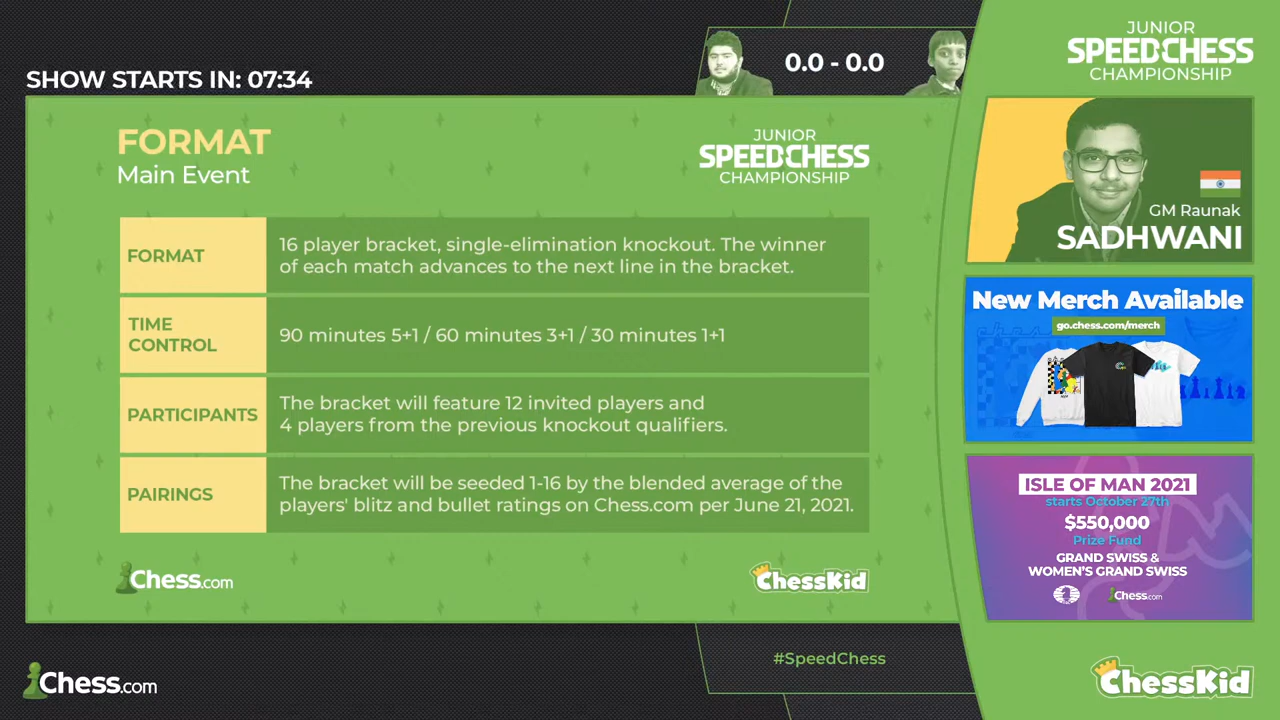 SHOW STARTS IN: 07:34
0.0 - 0.0
JUNIOR
SPEEDCHESS
CHAMPIONSHIP
FORMAT
Main Event
JUNIOR
SPEEDCHESS
CHAMPIONSHIP
FORMAT
16 player bracket, single-elimination knockout. The winner
of each match advances to the next line in the bracket.
TIME
CONTROL
90 minutes 5+1 / 60 minutes 3+1 / 30 minutes 1+1
PARTICIPANTS
The bracket will feature 12 invited players and
4 players from the previous knockout qualifiers.
PAIRINGS
The bracket will be seeded 1-16 by the blended average of the
players' blitz and bullet ratings on Chess.com per June 21, 2021.
Chess.com
ChessKid
GM Raunak
SADHWANI
New Merch Available
go.chess.com/merch
ISLE OF MAN 2021
starts October 27th
$550,000
Prize Fund
GRAND SWISS &
WOMEN'S GRAND SWISS
Chess.com
#SpeedChess
Chess.com
ChessKid